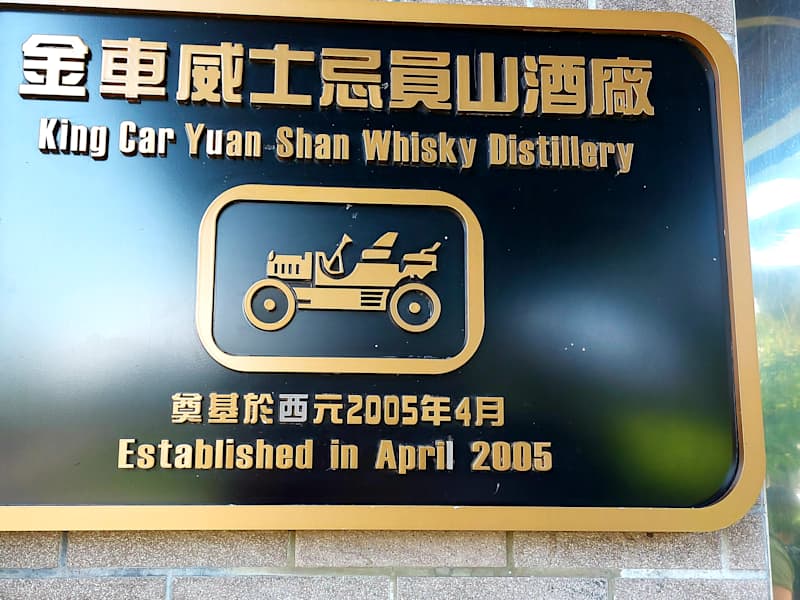 金車威士忌員山酒廠
King Car Yuan Shan Whisky Distillery
奠基於西元2005年4月
Established in April 2005